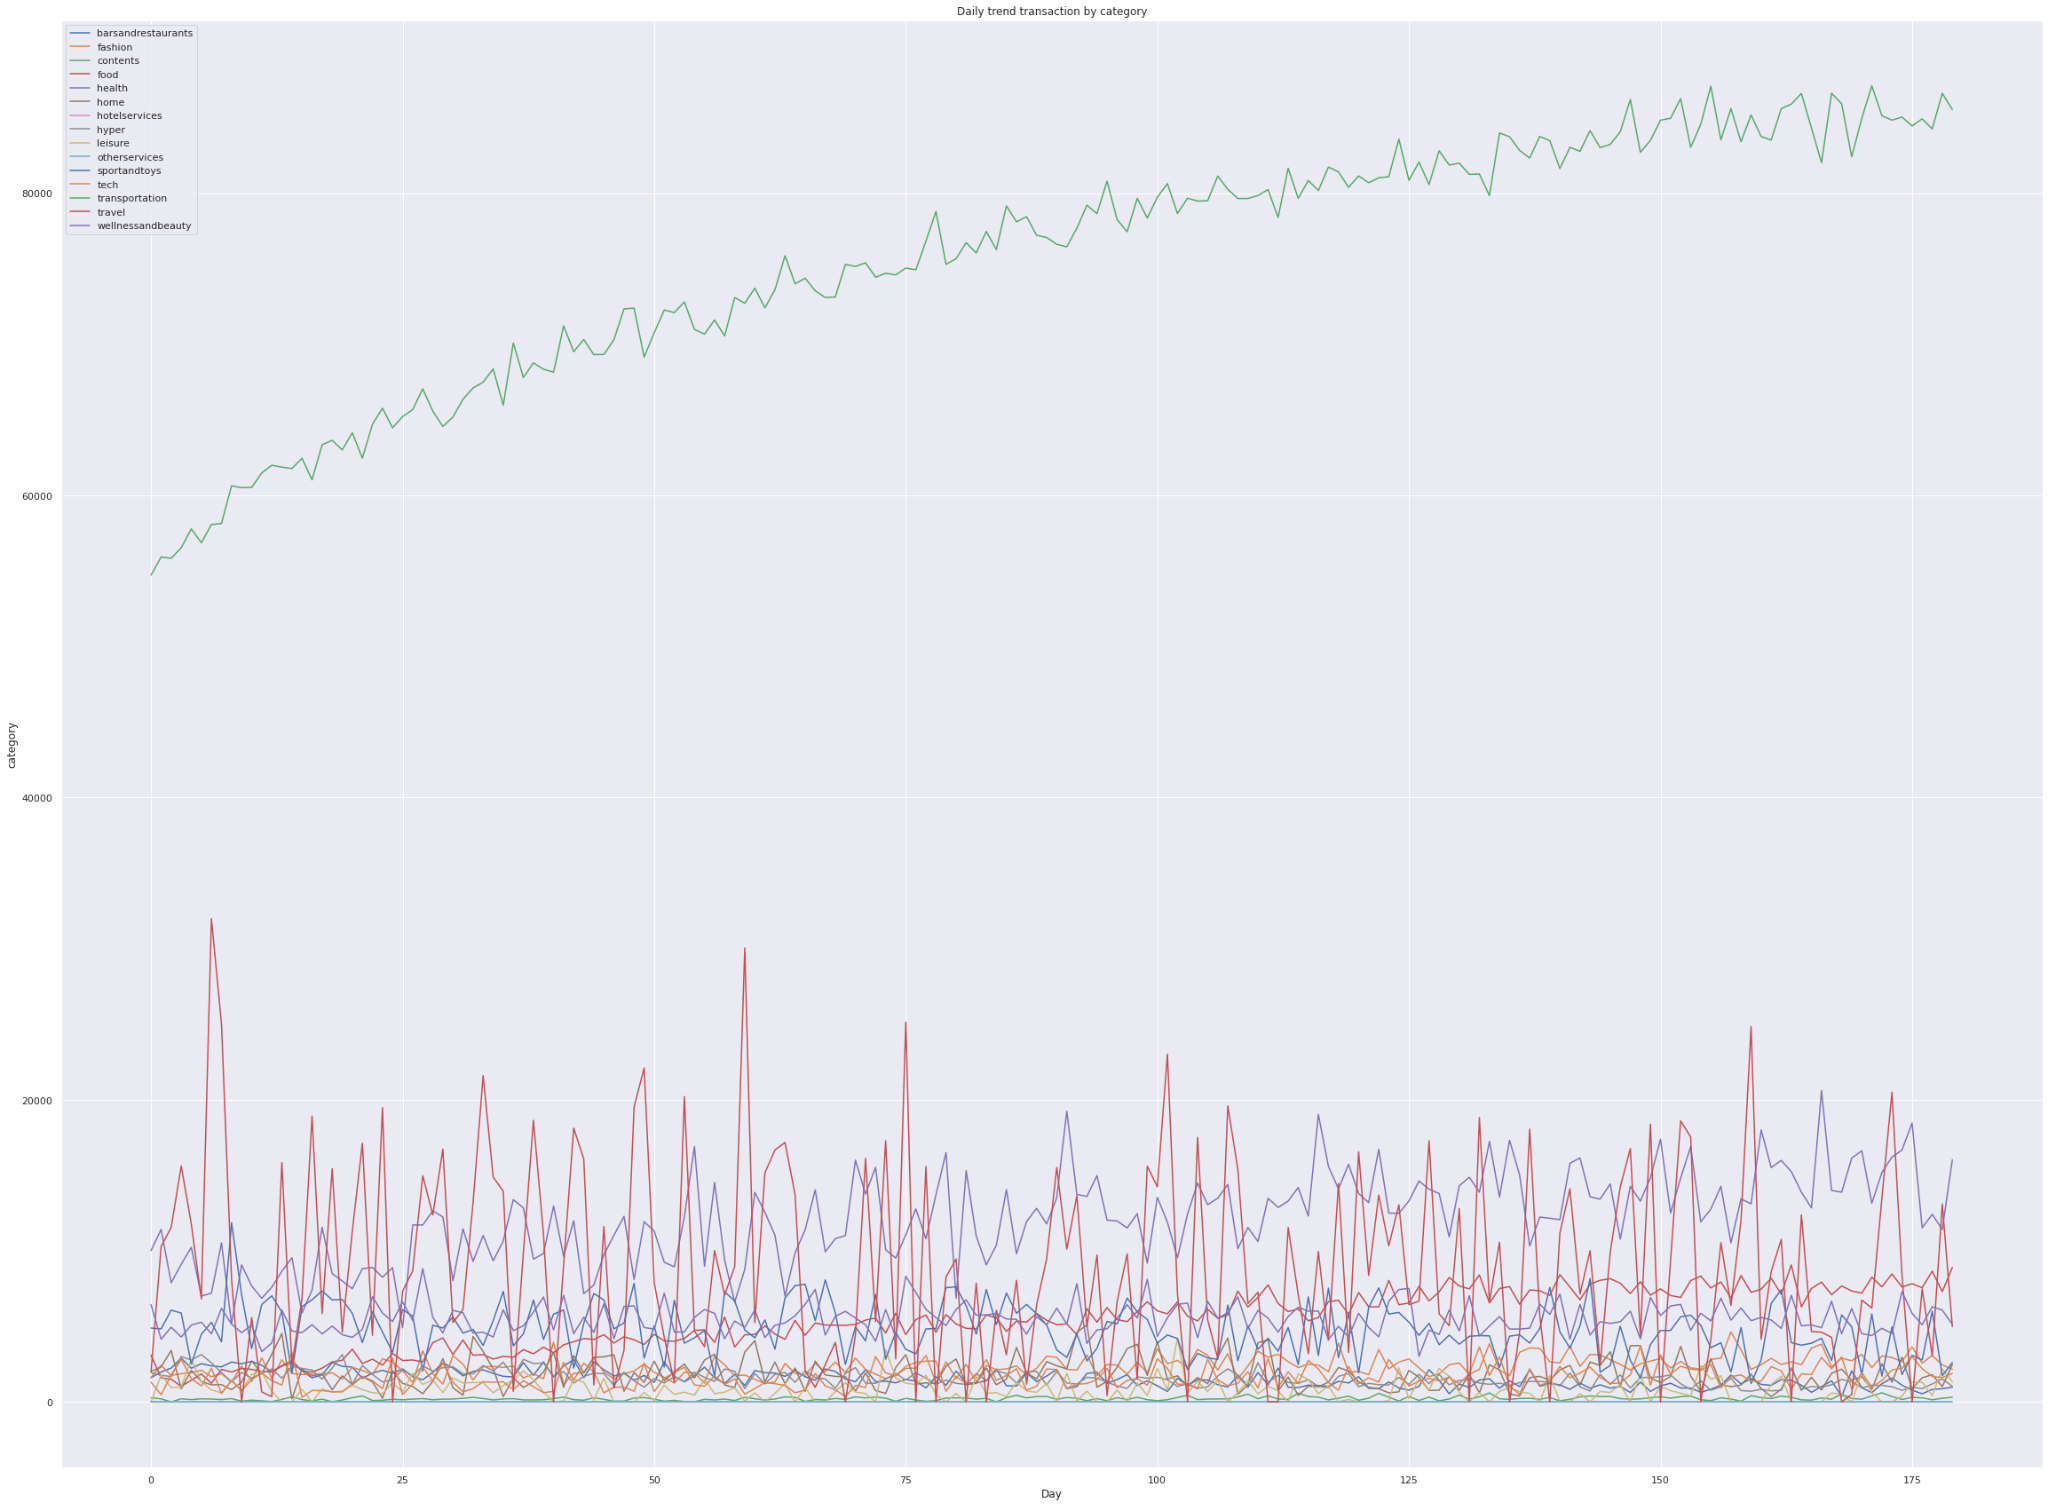 Daily trend transaction by category
barsandrestaurants
fashion
contents
food
health
home
hotelservices
hyper
leisure
otherservices
sportandtoys
tech
transportation
travel
wellnessandbeauty
80000
60000
40000
20000
0
category
0 25 50 75 100 125 150 175
Day